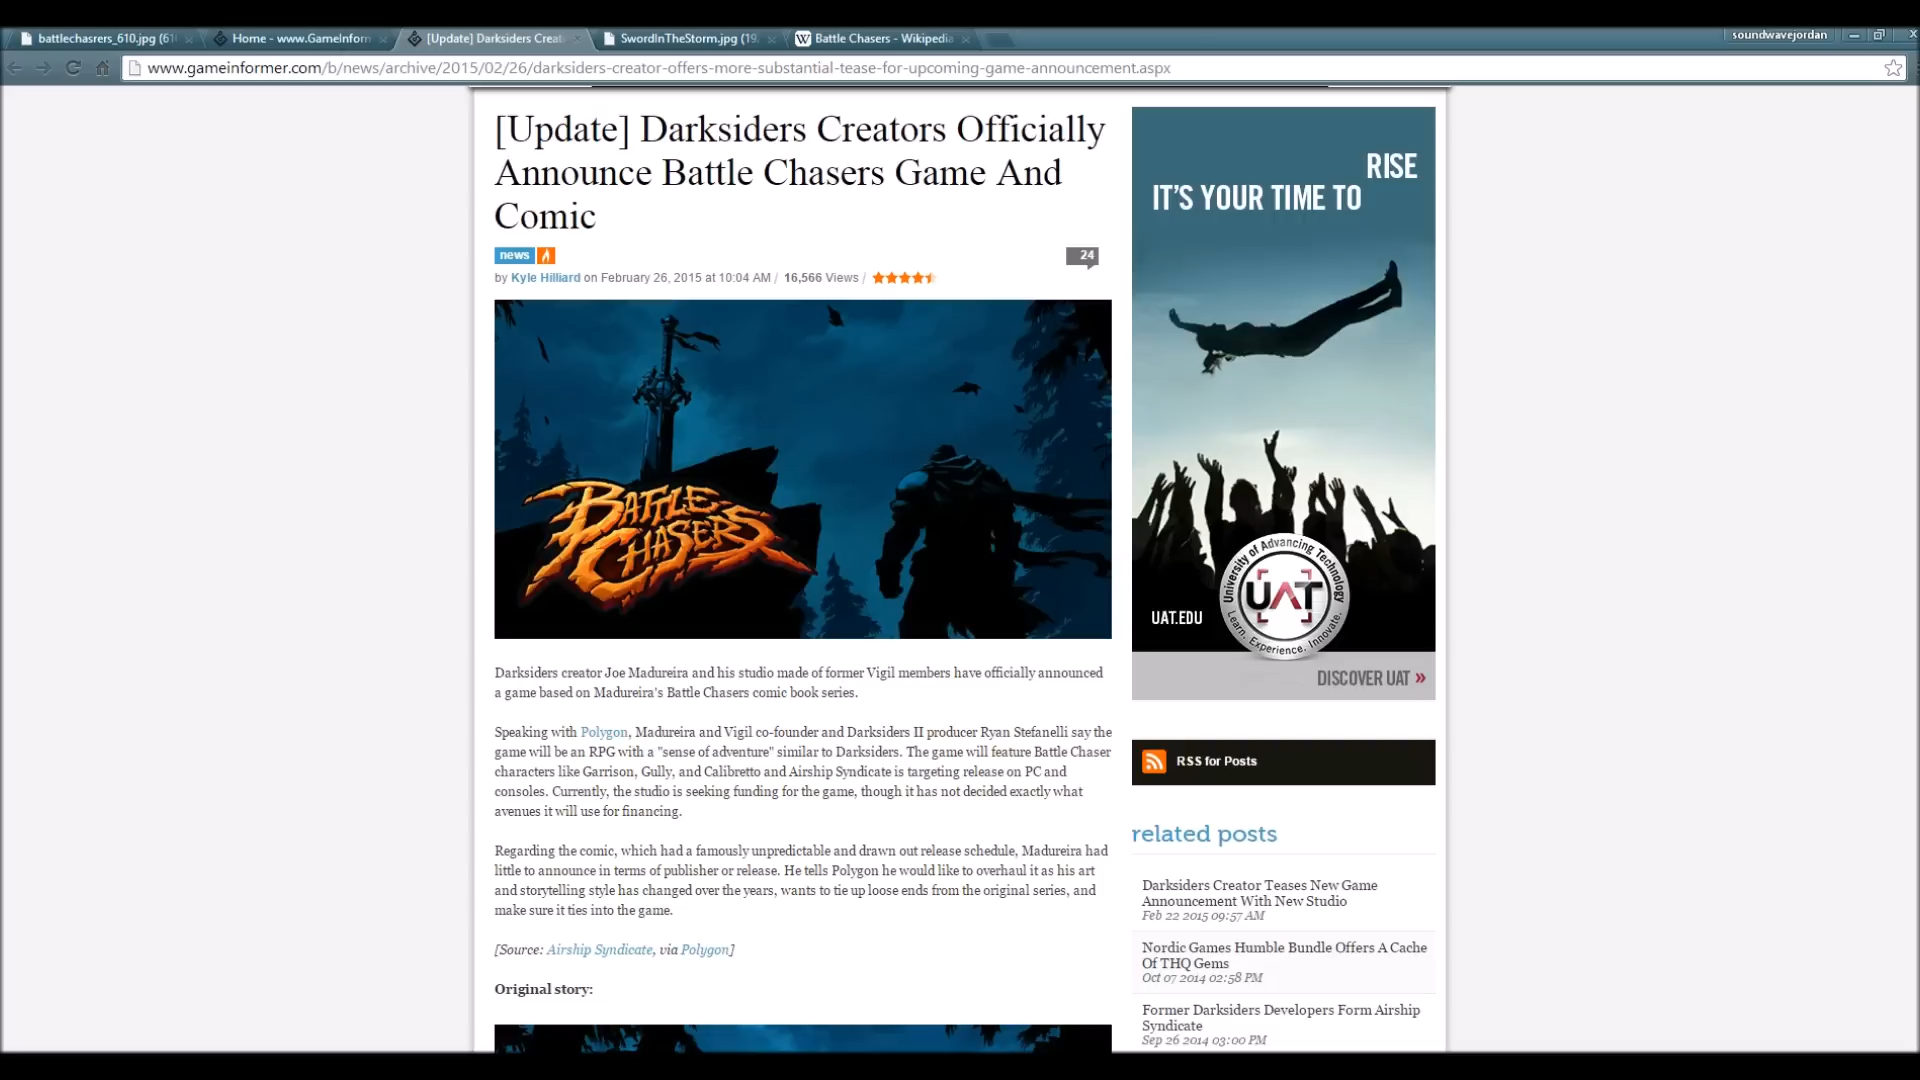 battlechasrers_610.jpg (61
Home - www.GameInform
[Update] Darksiders Creat
SwordInTheStorm.jpg (19
W Battle Chasers - Wikipedia
soundwavejordan
www.gameinformer.com/b/news/archive/2015/02/26/darksiders-creator-offers-more-substantial-tease-for-upcoming-game-announcement.aspx
[Update] Darksiders Creators Officially
Announce Battle Chasers Game And
Comic
news
24
by Kyle Hilliard on February 26, 2015 at 10:04 AM / 16,566 Views /
BATTLE
CHASERS
Darksiders creator Joe Madureira and his studio made of former Vigil members have officially announced
a game based on Madureira's Battle Chasers comic book series.
Speaking with Polygon, Madureira and Vigil co-founder and Darksiders II producer Ryan Stefanelli say the
game will be an RPG with a "sense of adventure" similar to Darksiders. The game will feature Battle Chaser
characters like Garrison, Gully, and Calibretto and Airship Syndicate is targeting release on PC and
consoles. Currently, the studio is seeking funding for the game, though it has not decided exactly what
avenues it will use for financing.
Regarding the comic, which had a famously unpredictable and drawn out release schedule, Madureira had
little to announce in terms of publisher or release. He tells Polygon he would like to overhaul it as his art
and storytelling style has changed over the years, wants to tie up loose ends from the original series, and
make sure it ties into the game.
[Source: Airship Syndicate, via Polygon]
Original story:
RISE
IT'S YOUR TIME TO
University of Advancing Technology
UAT
Learn. Experience. Innovate.
UAT.EDU
DISCOVER UAT »
RSS for Posts
related posts
Darksiders Creator Teases New Game
Announcement With New Studio
Feb 22 2015 09:57 AM
Nordic Games Humble Bundle Offers A Cache
Of THQ Gems
Oct 07 2014 02:58 PM
Former Darksiders Developers Form Airship
Syndicate
Sep 26 2014 03:00 PM